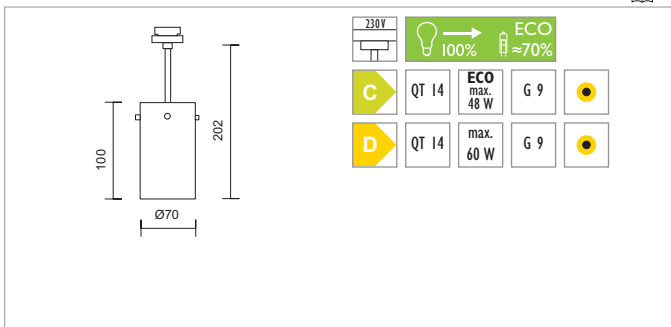 230V
100%
ECO
≈70%
C
QT 14
ECO
max.
48 W
G 9
D
QT 14
max.
60 W
G 9
100
202
Ø70